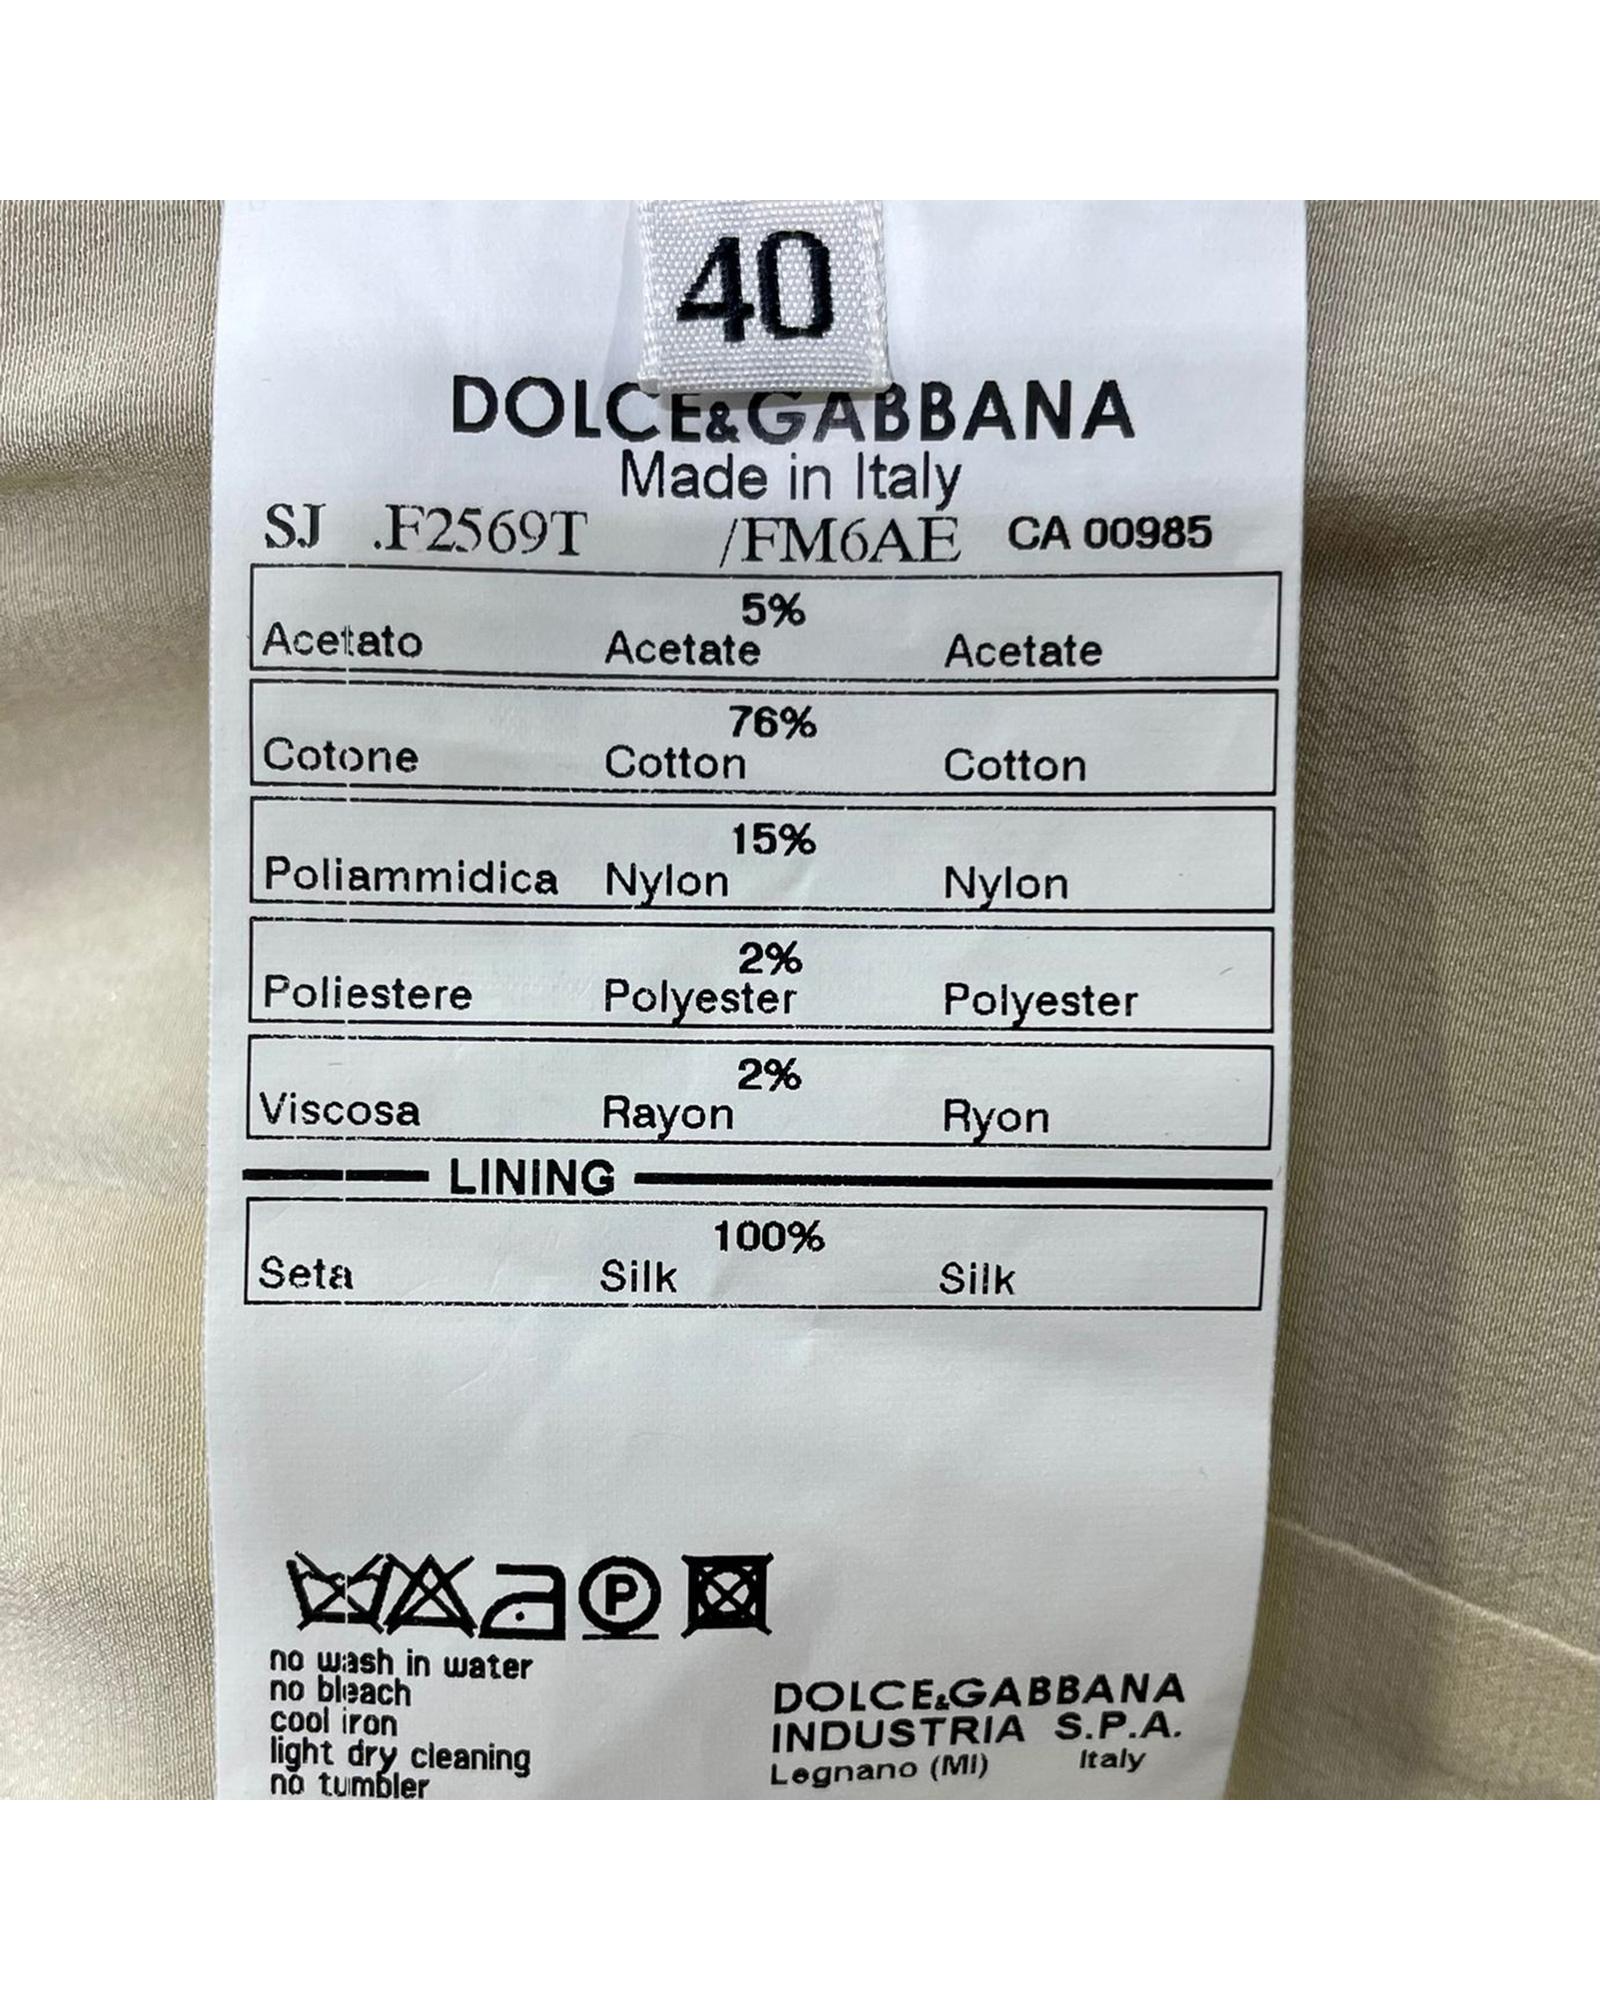 40
DOLCE&GABBANA
Made in Italy
SJ .F2569T /FM6AE CA 00985
5%
Acetato Acetate Acetate
76%
Cotone Cotton Cotton
15%
Poliammidica Nylon Nylon
2%
Poliestere Polyester Polyester
2%
Viscosa Rayon Ryon
LINING
100%
Seta Silk Silk
P
no wash in water
no bleach
cool iron
light dry cleaning
no tumbler
DOLCE&GABBANA
INDUSTRIA S.P.A.
Legnano (MI) Italy